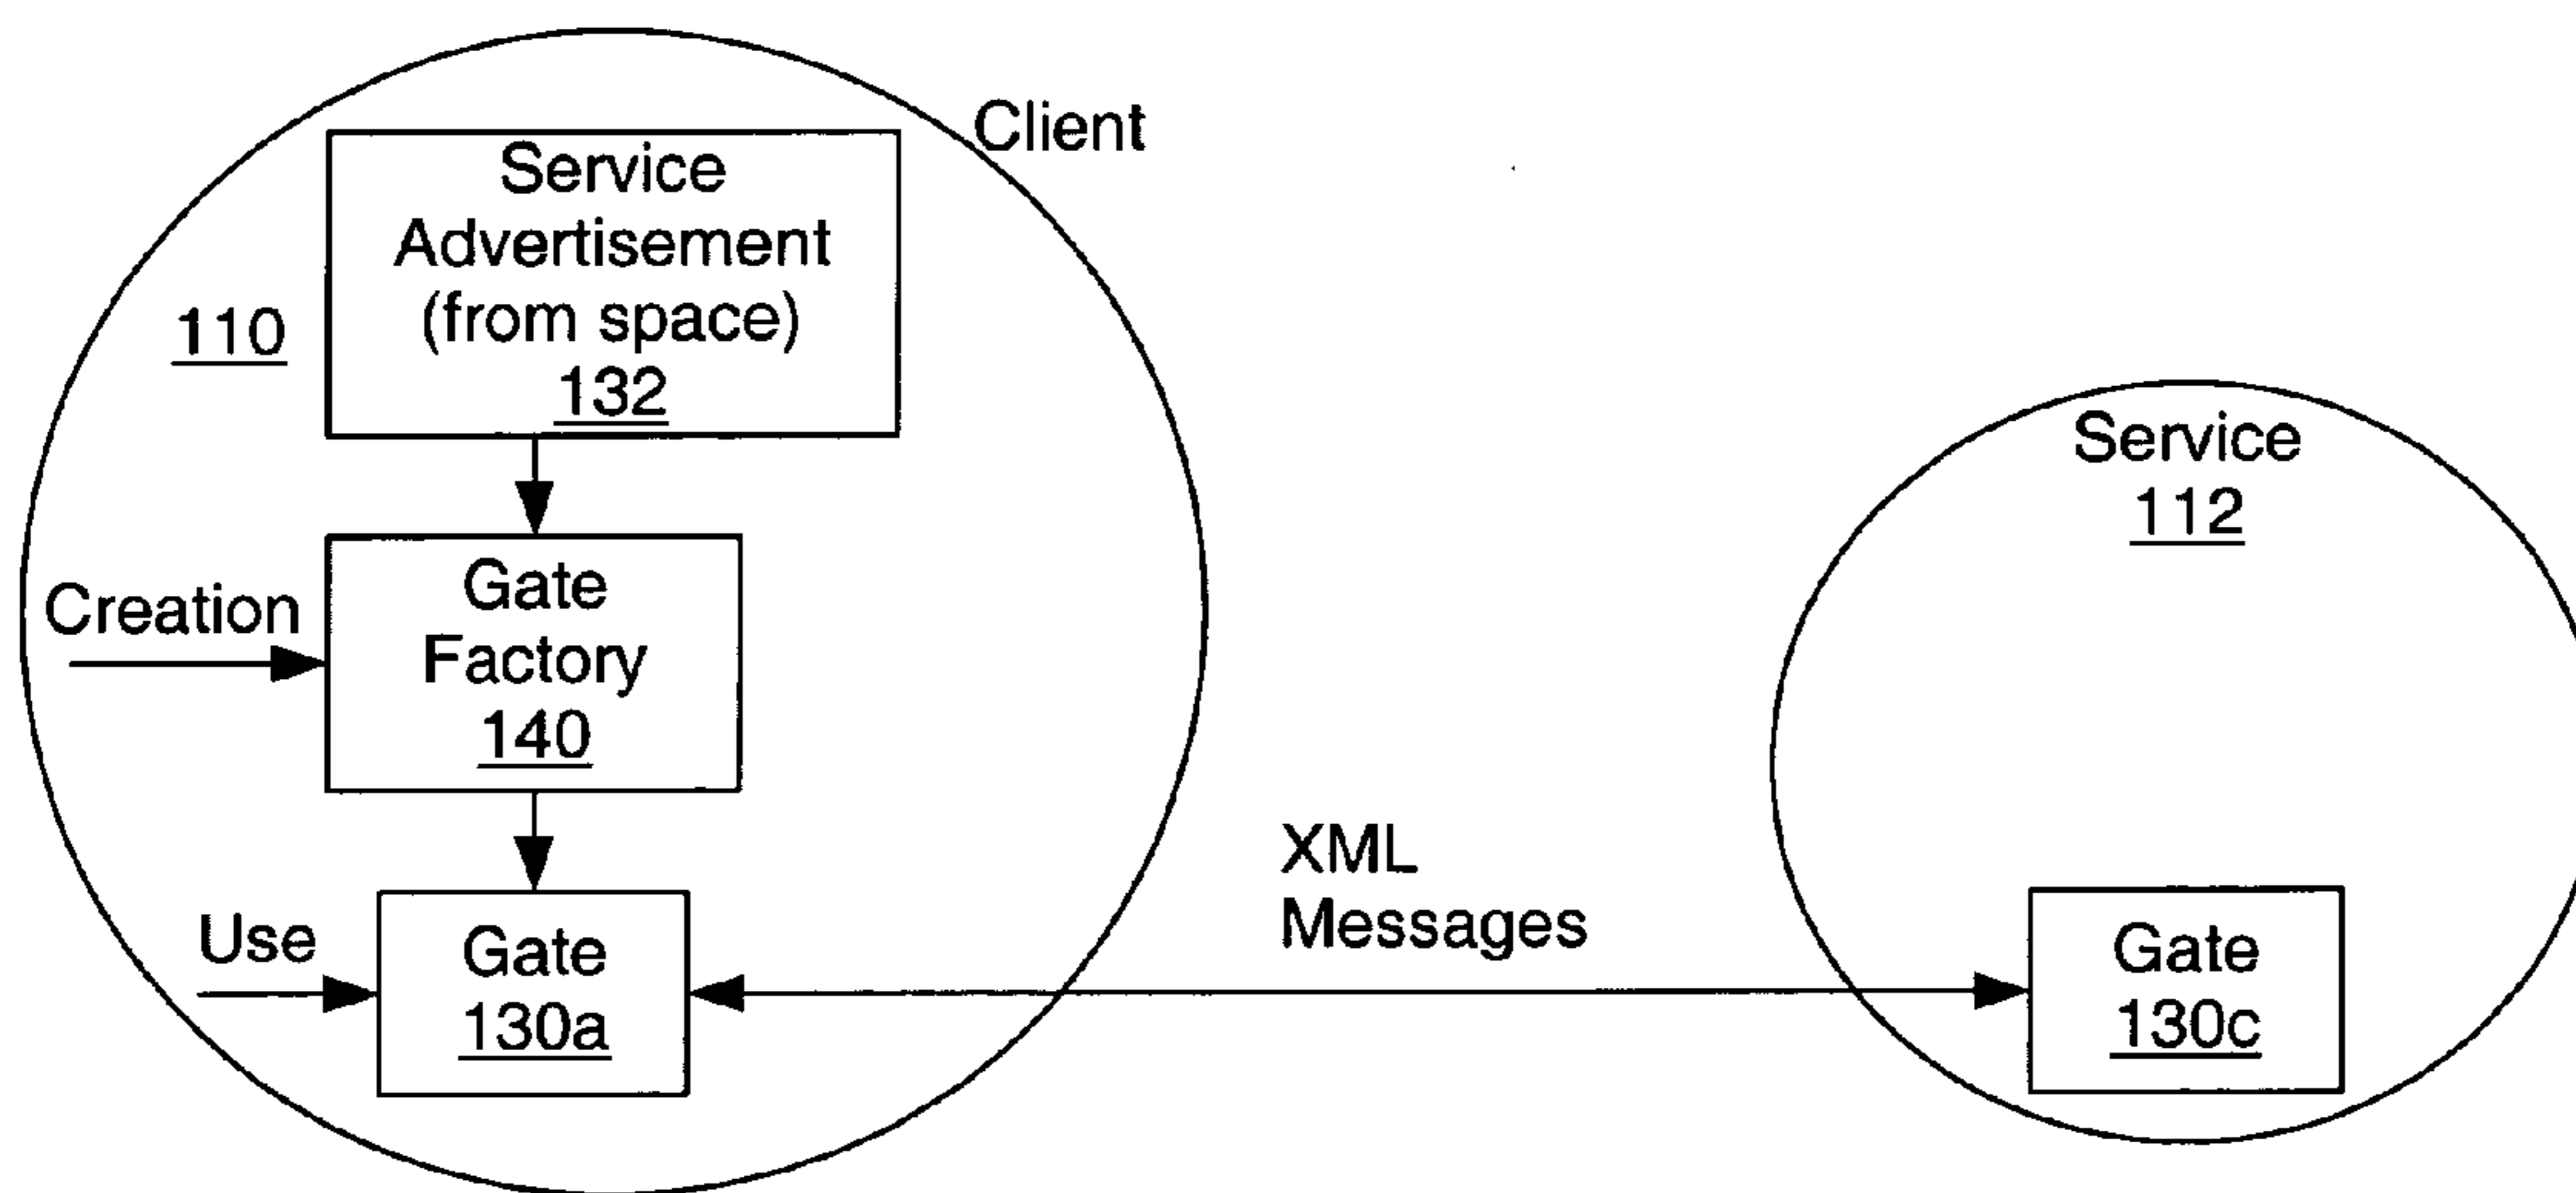 Client
Service
Advertisement
(from space)
132
110
Creation
Gate
Factory
140
Use
Gate
130a
XML
Messages
Service
112
Gate
130c